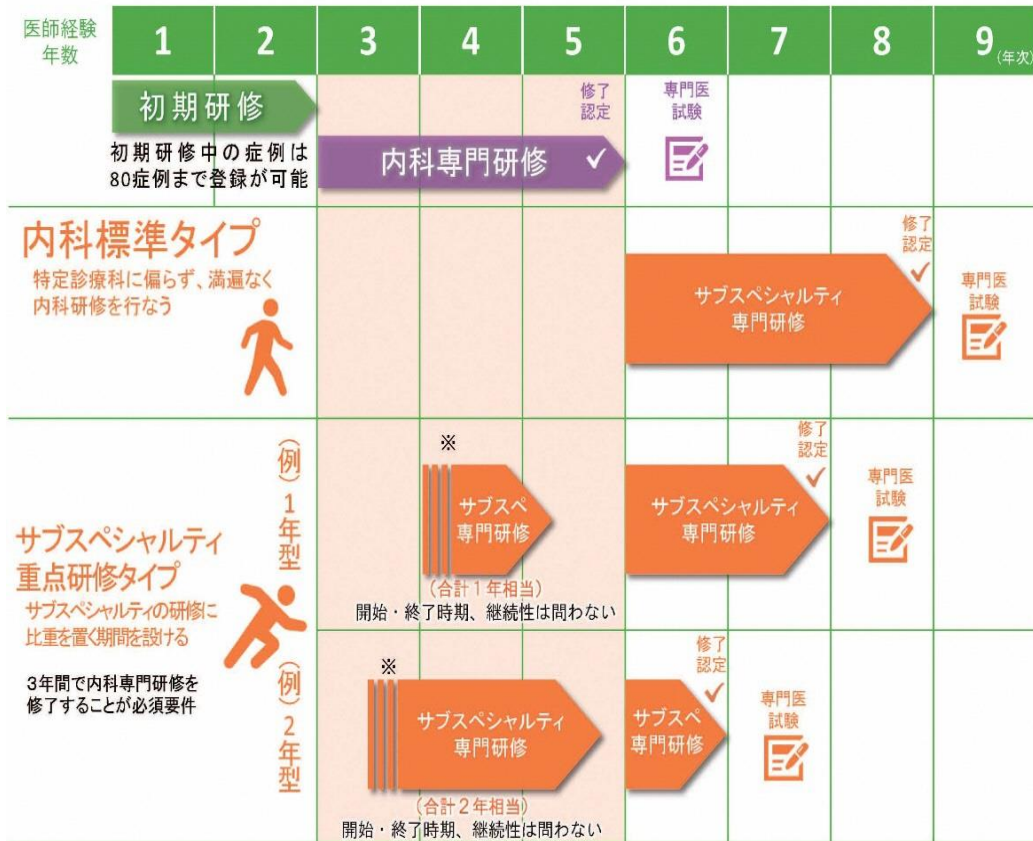 医師経験
年数
1
2
3
4
5
6
7
8
9(年次)
初期研修
初期研修中の症例は
80症例まで登録が可能
修了
認定
内科専門研修
専門医
試験
内科標準タイプ
特定診療科に偏らず、満遍なく
内科研修を行なう
サブスペシャルティ
専門研修
修了
認定
専門医
試験
サブスペシャルティ
重点研修タイプ
サブスペシャルティの研修に
比重を置く期間を設ける
3年間で内科専門研修を
修了することが必須要件
(例)1年型
※
サブスペ
専門研修
(合計1年相当)
開始・終了時期、継続性は問わない
サブスペシャルティ
専門研修
修了
認定
専門医
試験
(例)2年型
※
サブスペシャルティ
専門研修
(合計2年相当)
開始・終了時期、継続性は問わない
サブスペ
専門研修
修了
認定
専門医
試験